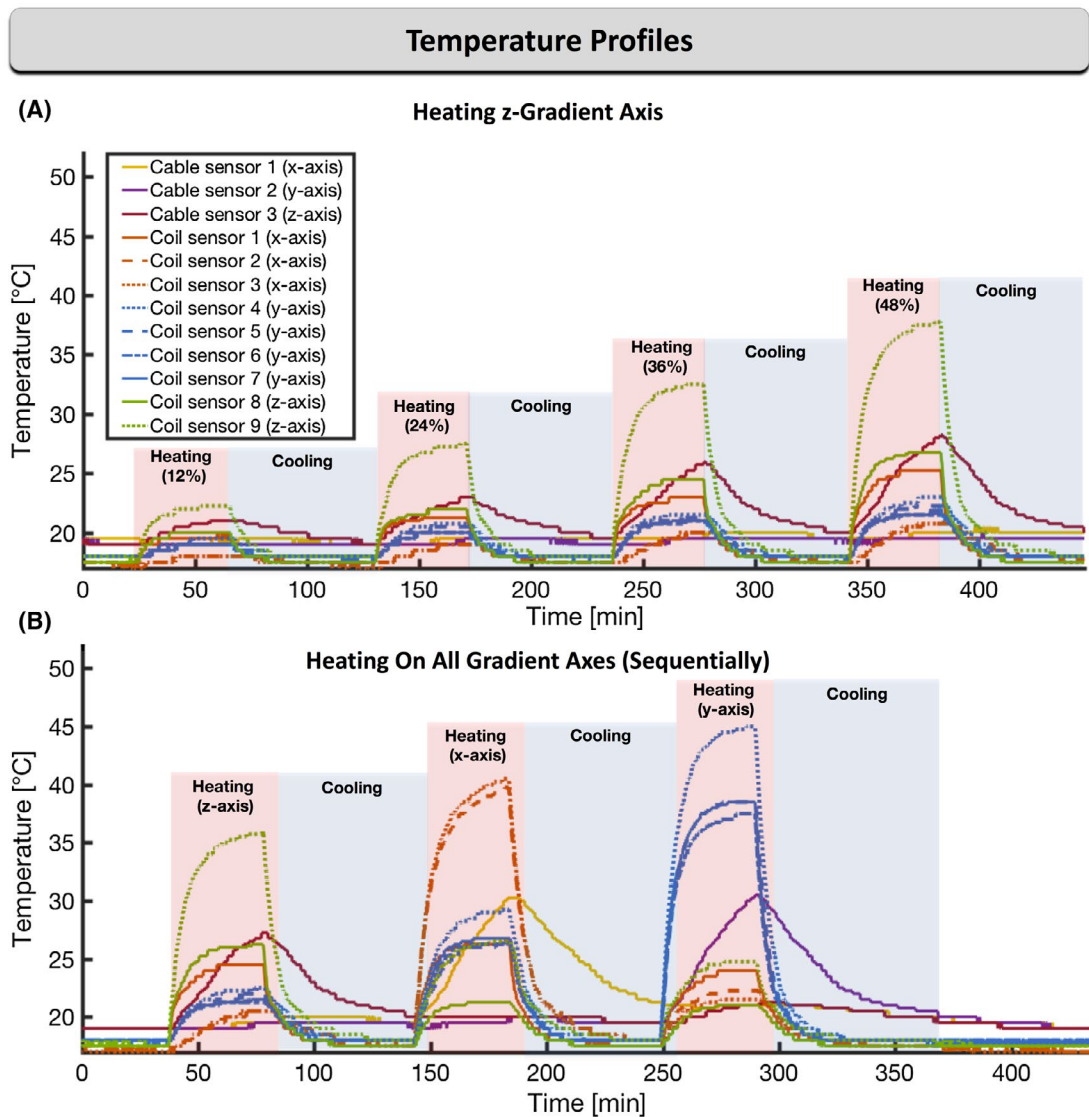 Temperature Profiles
(A)
Heating z-Gradient Axis
Temperature [°C]
50
45
40
35
30
25
20
Cable sensor 1 (x-axis)
Cable sensor 2 (y-axis)
Cable sensor 3 (z-axis)
Coil sensor 1 (x-axis)
Coil sensor 2 (x-axis)
Coil sensor 3 (x-axis)
Coil sensor 4 (y-axis)
Coil sensor 5 (y-axis)
Coil sensor 6 (y-axis)
Coil sensor 7 (y-axis)
Coil sensor 8 (z-axis)
Coil sensor 9 (z-axis)
Heating
(12%)
Cooling
Heating
(24%)
Cooling
Heating
(36%)
Cooling
Heating
(48%)
Cooling
0 50 100 150 200 250 300 350 400
Time [min]
(B)
Heating On All Gradient Axes (Sequentially)
Temperature [°C]
50
45
40
35
30
25
20
Heating
(z-axis)
Cooling
Heating
(x-axis)
Cooling
Heating
(y-axis)
Cooling
0 50 100 150 200 250 300 350 400
Time [min]